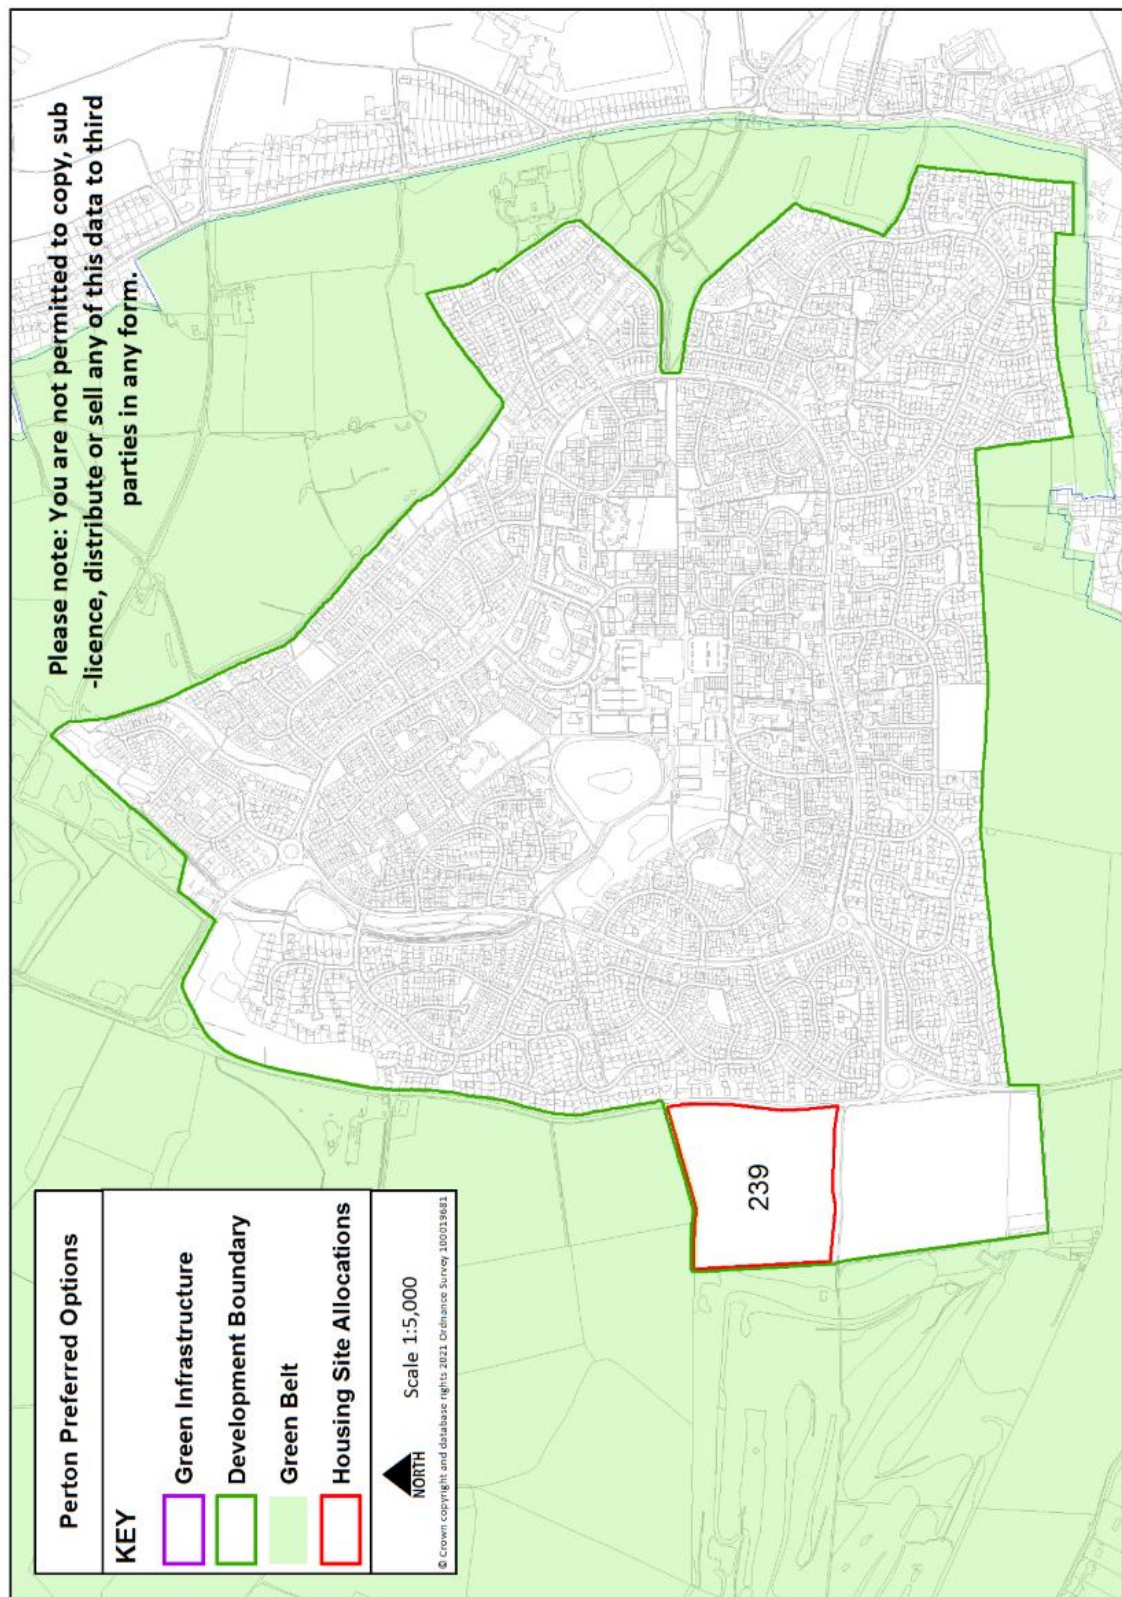 Please note: You are not permitted to copy, sub
-licence, distribute or sell any of this data to third
parties in any form.
239
Perton Preferred Options
KEY
Green Infrastructure
Development Boundary
Green Belt
Housing Site Allocations
NORTH
Scale 1:5,000
© Crown copyright and database rights 2021 Ordnance Survey 100019681